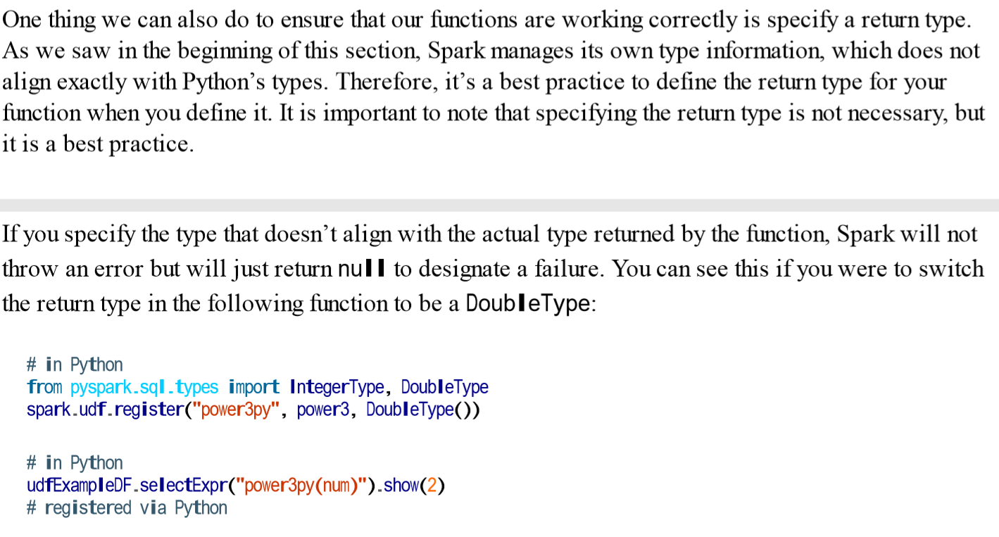 One thing we can also do to ensure that our functions are working correctly is specify a return type.
As we saw in the beginning of this section, Spark manages its own type information, which does not
align exactly with Python’s types. Therefore, it’s a best practice to define the return type for your
function when you define it. It is important to note that specifying the return type is not necessary, but
it is a best practice.
If you specify the type that doesn’t align with the actual type returned by the function, Spark will not
throw an error but will just return null to designate a failure. You can see this if you were to switch
the return type in the following function to be a DoubleType:
# in Python
from pyspark.sql.types import IntegerType, DoubleType
spark.udf.register("power3py", power3, DoubleType())
# in Python
udfExampleDF.selectExpr("power3py(num)").show(2)
# registered via Python